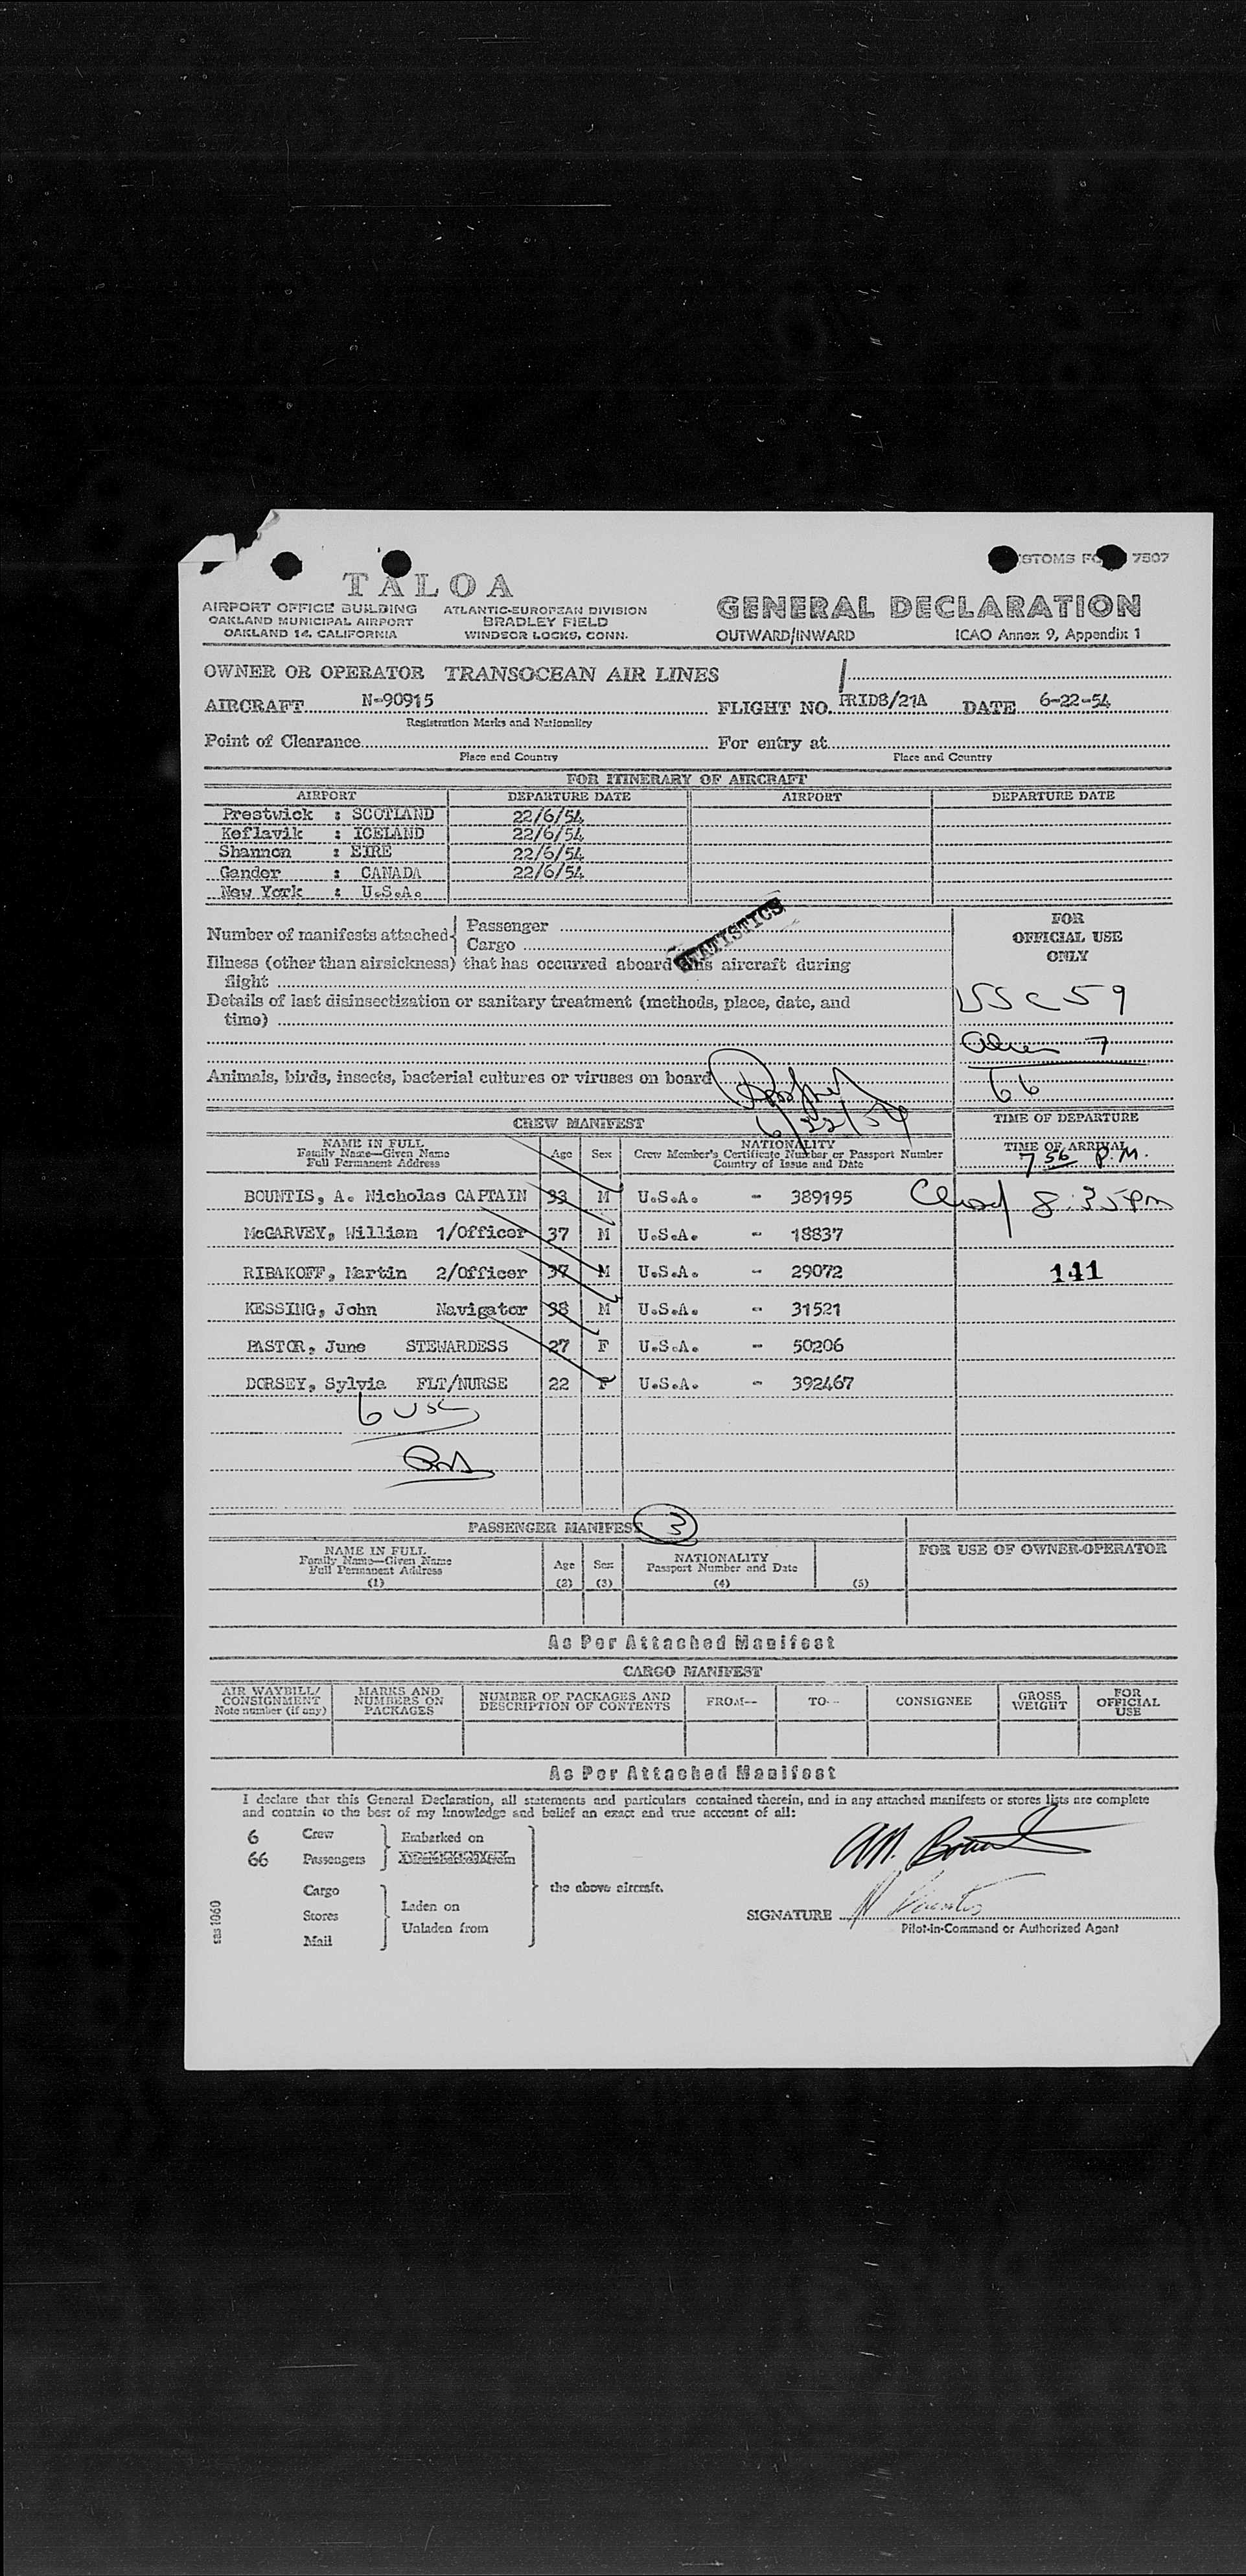 CUSTOMS FO 7507
TALOA
AIRPORT OFFICE BUILDING
OAKLAND MUNICIPAL AIRPORT
OAKLAND 14, CALIFORNIA
ATLANTIC-EUROPEAN DIVISION
BRADLEY FIELD
WINDSOR LOCKS, CONN.
GENERAL DECLARATION
OUTWARD/INWARD ICAO Annex 9, Appendix 1
OWNER OR OPERATOR TRANSOCEAN AIR LINES
AIRCRAFT N-90915 FLIGHT NO. PRID8/21A DATE 6-22-54
Registration Marks and Nationality
Point of Clearance For entry at
Place and Country Place and Country
FOR ITINERARY OF AIRCRAFT
AIRPORT DEPARTURE DATE AIRPORT DEPARTURE DATE
Prestwick : SCOTLAND 22/6/54
Keflavik : ICELAND 22/6/54
Shannon : EIRE 22/6/54
Gander : CANADA 22/6/54
New York : U.S.A.
Number of manifests attached Passenger
Cargo
STATISTICS
Illness (other than airsickness) that has occurred aboard this aircraft during
flight
Details of last disinsectization or sanitary treatment (methods, place, date, and
time)
Animals, birds, insects, bacterial cultures or viruses on board
6/22/54
FOR
OFFICIAL USE
ONLY
USC 59
Alien 7
66
TIME OF DEPARTURE
TIME OF ARRIVAL
7 56 P.M.
8:35 PM
141
CREW MANIFEST
NAME IN FULL
Family Name—Given Name
Full Permanent Address
Age Sex
NATIONALITY
Crew Member's Certificate Number or Passport Number
Country of Issue and Date
BOUNTIS, A. Nicholas CAPTAIN 33 M U.S.A. - 389195
McGARVEY, William 1/Officer 37 M U.S.A. - 18837
RIBAKOFF, Martin 2/Officer 37 M U.S.A. - 29072
KESSING, John Navigator 38 M U.S.A. - 31521
PASTOR, June STEWARDESS 27 F U.S.A. - 50206
DORSEY, Sylvia FLT/NURSE 22 F U.S.A. - 392467
6 USC
PASSENGER MANIFEST 3
NAME IN FULL
Family Name—Given Name
Full Permanent Address
(1)
Age
(2)
Sex
(3)
NATIONALITY
Passport Number and Date
(4)
(5)
FOR USE OF OWNER-OPERATOR
As Per Attached Manifest
CARGO MANIFEST
AIR WAYBILL/
CONSIGNMENT
Note number (if any)
MARKS AND
NUMBERS ON
PACKAGES
NUMBER OF PACKAGES AND
DESCRIPTION OF CONTENTS
FROM--
TO--
CONSIGNEE
GROSS
WEIGHT
FOR
OFFICIAL
USE
As Per Attached Manifest
I declare that this General Declaration, all statements and particulars contained therein, and in any attached manifests or stores lists are complete
and contain to the best of my knowledge and belief an exact and true account of all:
6 Crew Embarked on
66 Passengers
Cargo
Stores Laden on
Mail Unladen from
the above aircraft.
SIGNATURE
Pilot-in-Command or Authorized Agent
sas1060